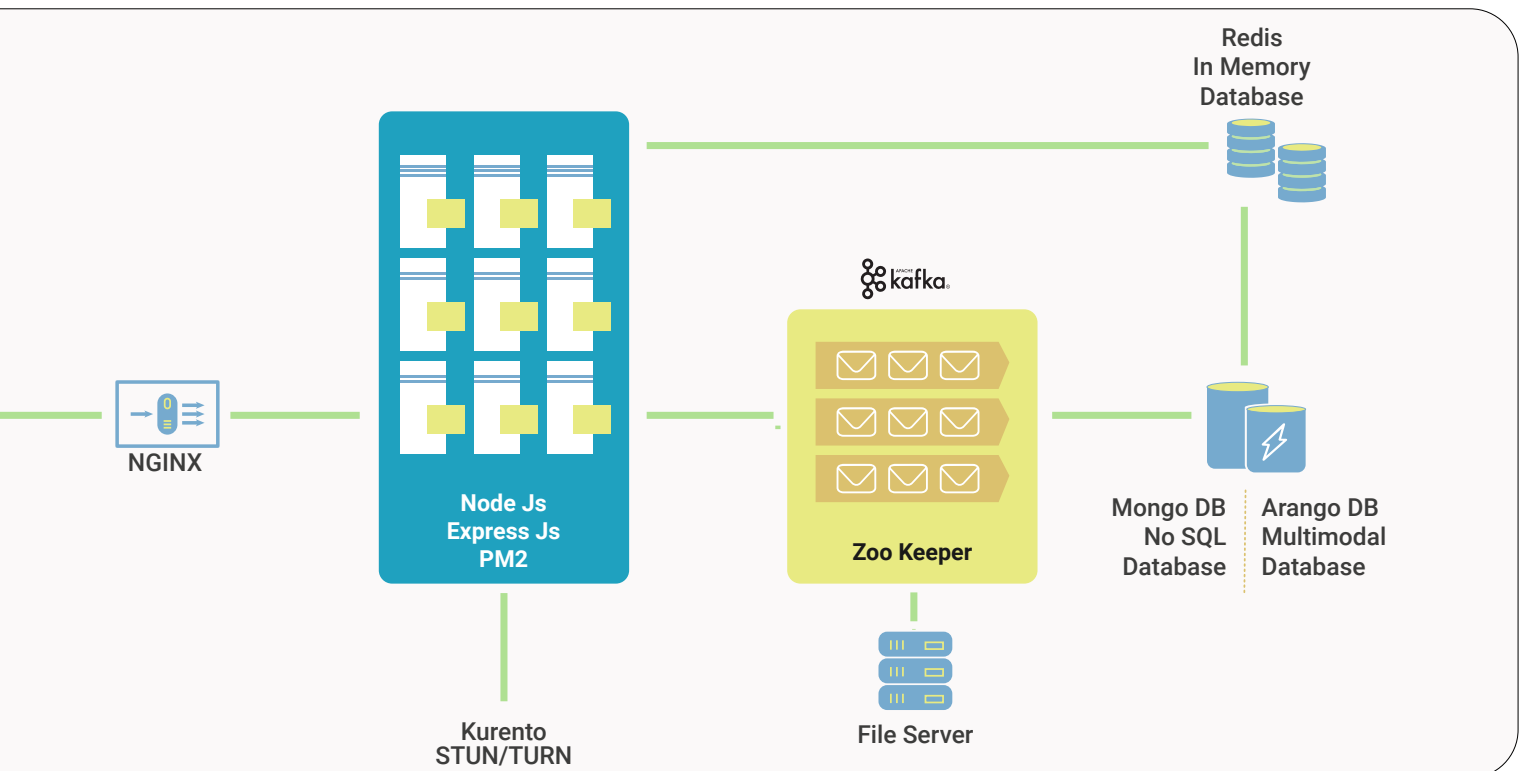 Redis
In Memory
Database
APACHE
kafka®
NGINX
Node Js
Express Js
PM2
Zoo Keeper
Mongo DB
No SQL
Database
Arango DB
Multimodal
Database
Kurento
STUN/TURN
File Server